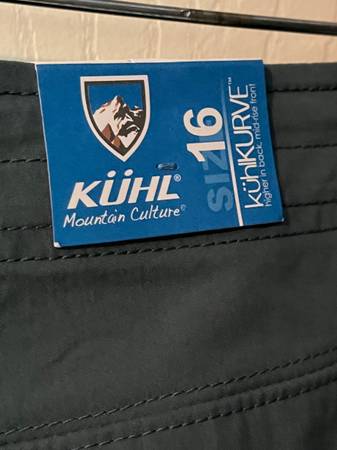 KÜHL®
Mountain Culture®
SIZE 16
KÜHLKURVE™
higher in back, mid-rise front